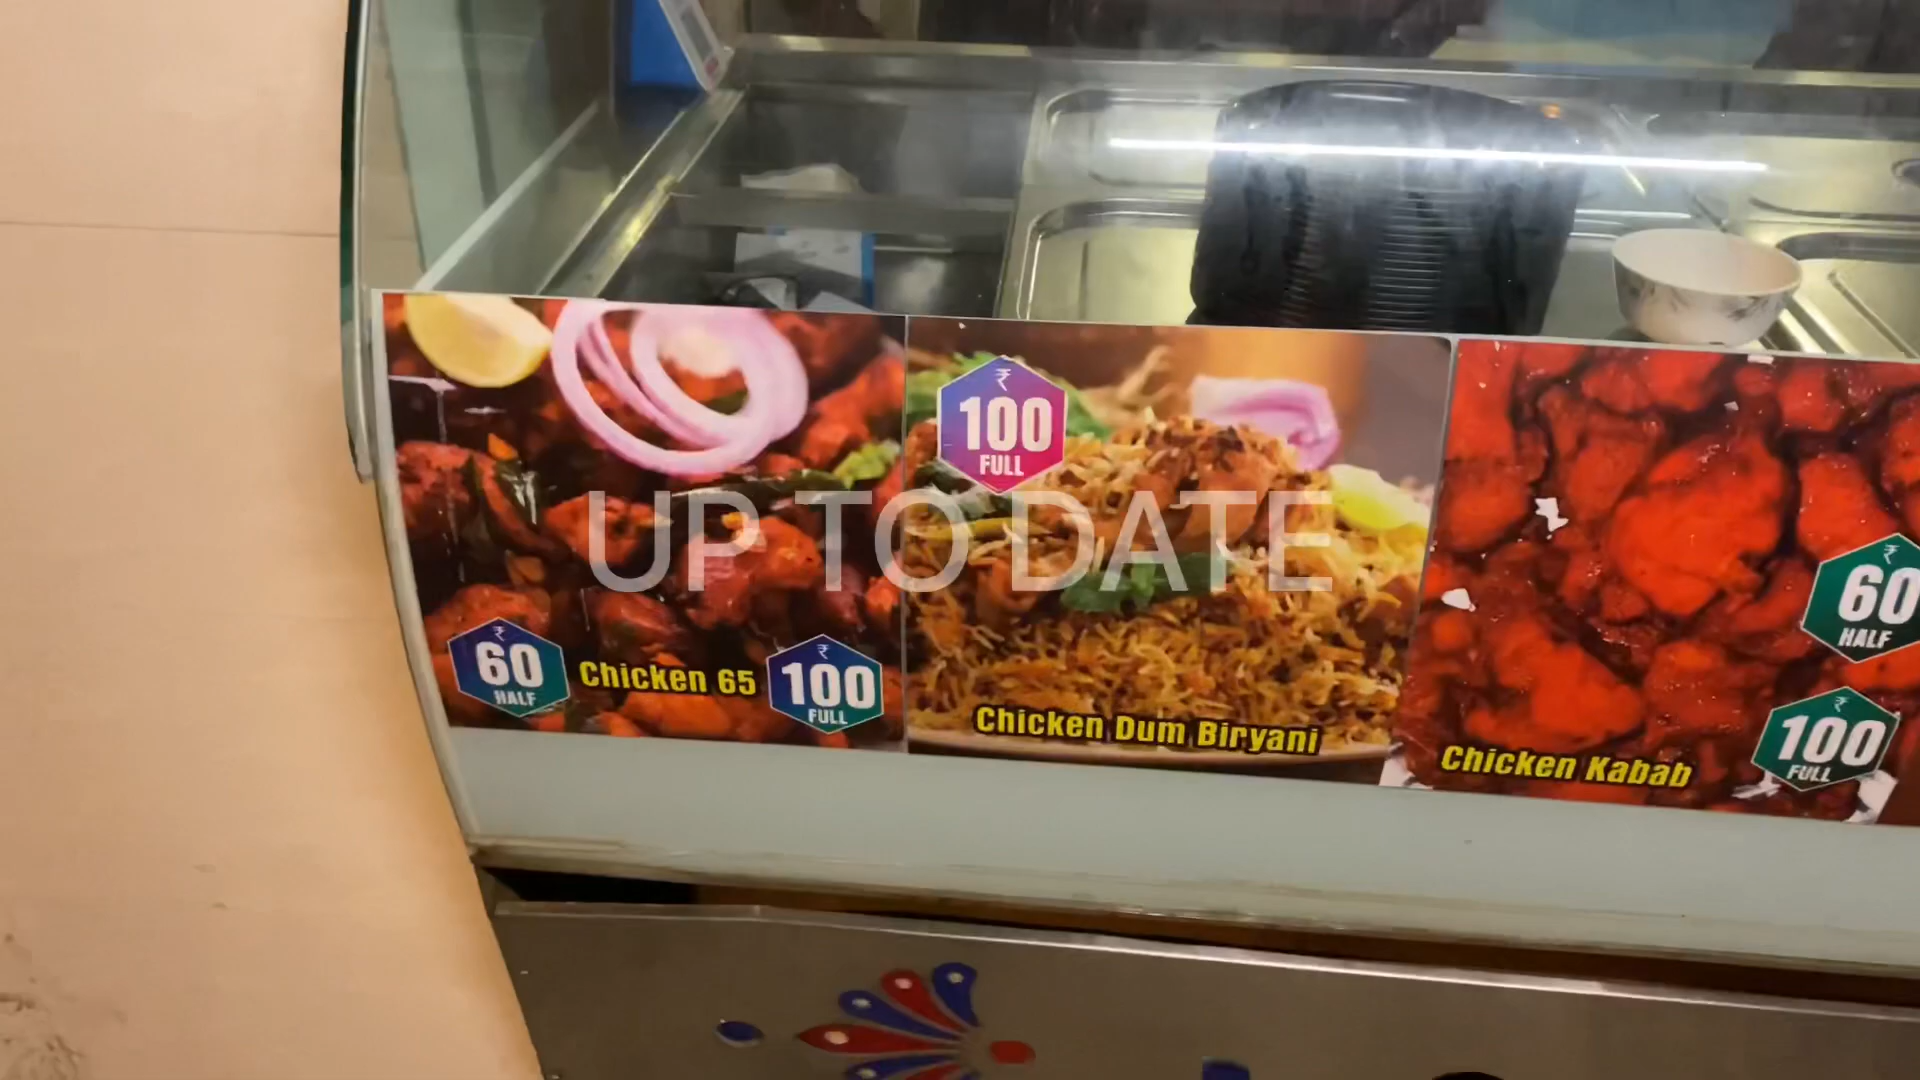 ₹
100
FULL
UP TO DATE
₹
60
HALF
Chicken 65
₹
100
FULL
Chicken Dum Biryani
₹
60
HALF
Chicken Kabab
₹
100
FULL